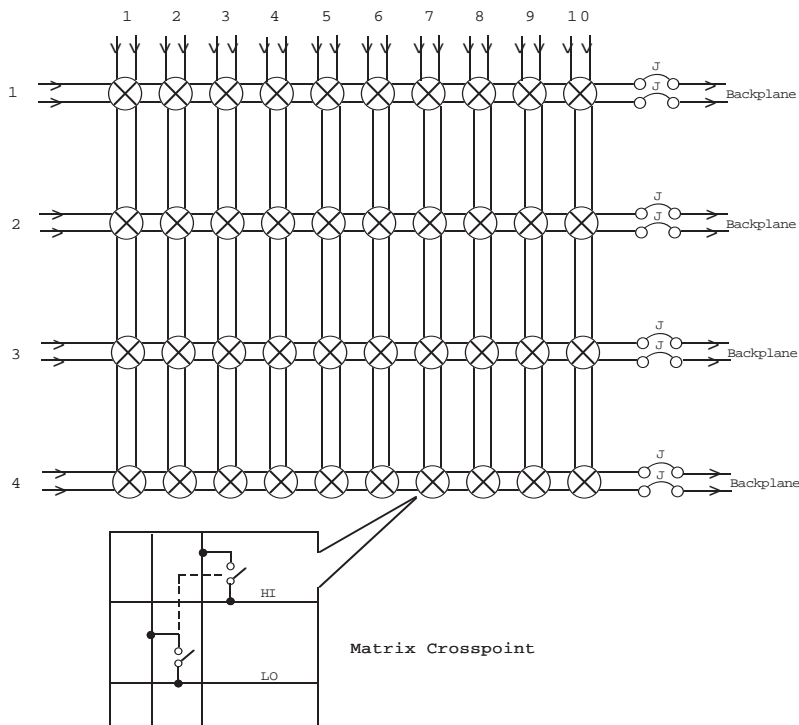 1 2 3 4 5 6 7 8 9 10
J
1 J Backplane
J
2 J Backplane
J
3 J Backplane
J
4 J Backplane
HI
Matrix Crosspoint
LO